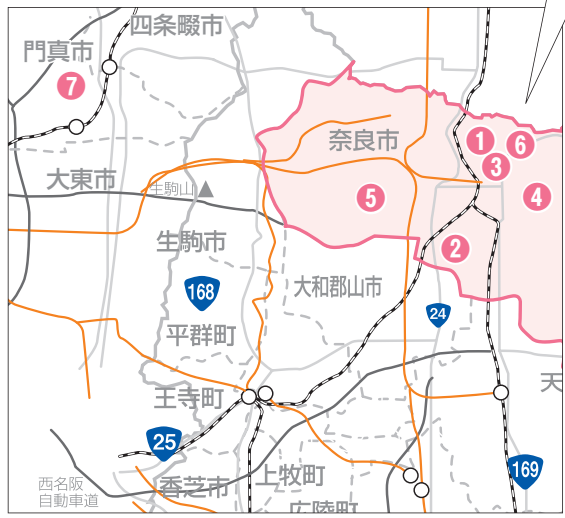 四条畷市
門真市
7
奈良市
1
6
3
大東市
生駒山
5
4
生駒市
2
168
大和郡山市
24
平群町
天
王寺町
25
上牧町
169
西名阪
自動車道
香芝市
広陵町